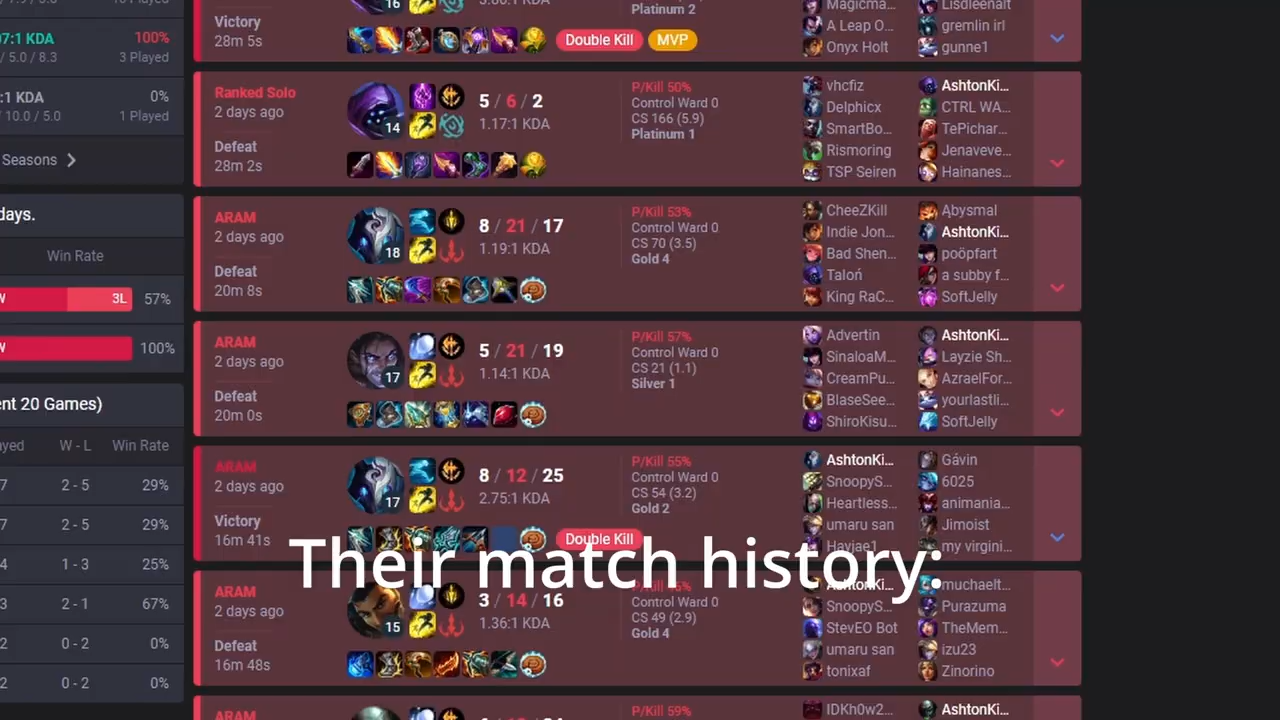 Victory
28m 5s
16
Platinum 2
Double Kill
MVP
A Leap O...
Onyx Holt
gremlin irl
gunne1
07:1 KDA
/ 5.0 / 8.3
100%
3 Played
:1 KDA
/ 10.0 / 5.0
0%
1 Played
Seasons
days.
Win Rate
W
3L
57%
W
100%
ent 20 Games)
ayed
W - L
Win Rate
7
2 - 5
29%
7
2 - 5
29%
4
1 - 3
25%
3
2 - 1
67%
2
0 - 2
0%
2
0 - 2
0%
Ranked Solo
2 days ago
Defeat
28m 2s
14
5 / 6 / 2
1.17:1 KDA
P/Kill 50%
Control Ward 0
CS 166 (5.9)
Platinum 1
vhcfiz
Delphicx
SmartBo...
Rismoring
TSP Seiren
AshtonKi...
CTRL WA...
TePichar...
Jenaveve...
Hainanes...
ARAM
2 days ago
Defeat
20m 8s
18
8 / 21 / 17
1.19:1 KDA
P/Kill 53%
Control Ward 0
CS 70 (3.5)
Gold 4
CheeZKill
Indie Jon...
Bad Shen...
Taloń
King RaC...
Ąbysmal
AshtonKi...
poöpfart
a subby f...
SoftJelly
ARAM
2 days ago
Defeat
20m 0s
17
5 / 21 / 19
1.14:1 KDA
P/Kill 57%
Control Ward 0
CS 21 (1.1)
Silver 1
Advertin
SinaloaM...
CreamPu...
BlaseSee...
ShiroKisu...
AshtonKi...
Layzie Sh...
AzraelFor...
yourlastli...
SoftJelly
ARAM
2 days ago
Victory
16m 41s
17
8 / 12 / 25
2.75:1 KDA
Double Kill
P/Kill 55%
Control Ward 0
CS 54 (3.2)
Gold 2
AshtonKi...
SnoopyS...
Heartless...
umaru san
Hayjae1
Gávin
6025
animania...
Jimoist
my virgini...
Their match history:
ARAM
2 days ago
Defeat
16m 48s
15
3 / 14 / 16
1.36:1 KDA
Control Ward 0
CS 49 (2.9)
Gold 4
AshtonKi...
SnoopyS...
StevEO Bot
umaru san
tonixaf
muchaelt...
Purazuma
TheMem...
izu23
Zinorino
ARAM
P/Kill 59%
IDKh0w2...
AshtonKi...